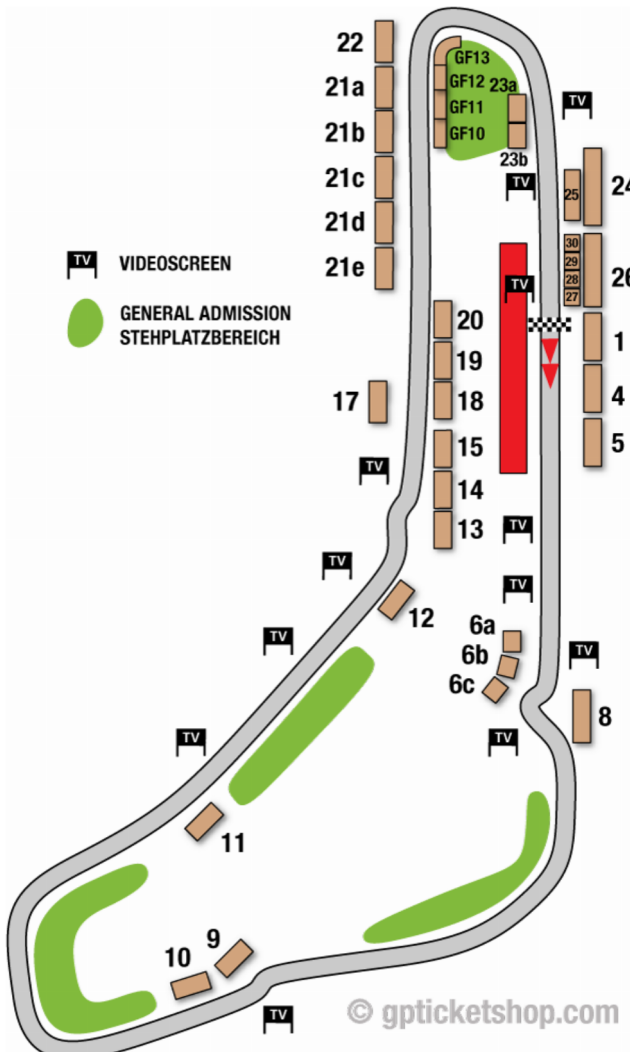 22
GF13
21a
GF12
23a
TV
GF11
21b
GF10
23b
21c
TV
24
25
21d
TV
VIDEOSCREEN
21e
30
29
28
27
26
TV
GENERAL ADMISSION
STEHPLATZBEREICH
20
1
19
4
17
18
5
15
TV
14
13
TV
TV
TV
12
6a
TV
6b
TV
6c
8
TV
TV
11
9
10
TV
© gpticketshop.com